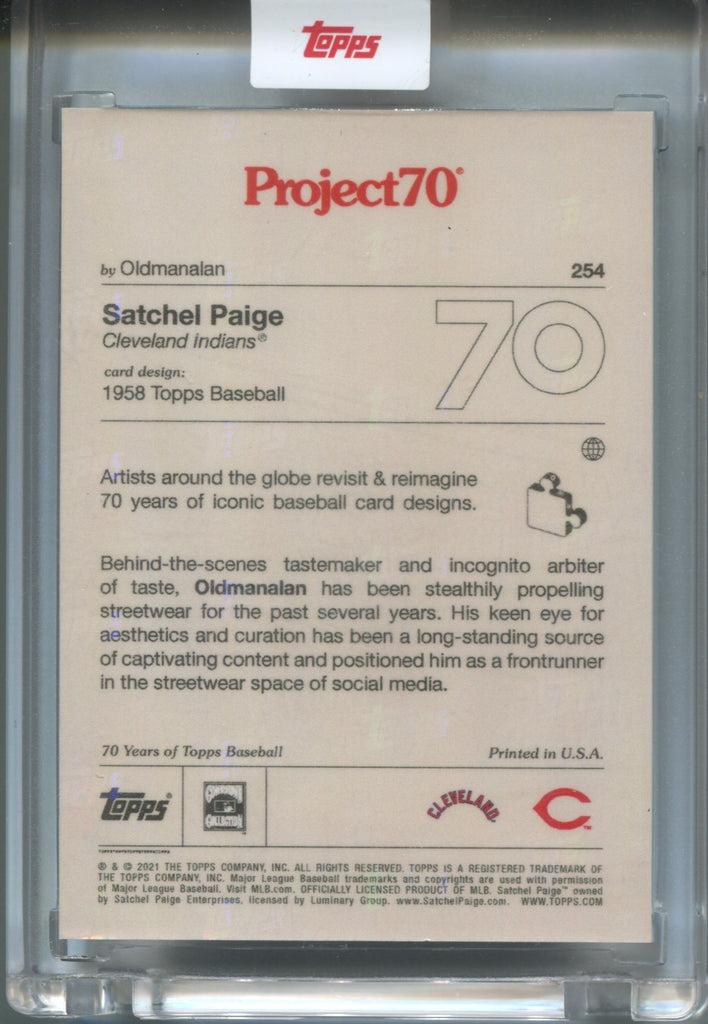 Topps
Project70®
by Oldmanalan 254
Satchel Paige
Cleveland Indians®
card design:
1958 Topps Baseball
70
Artists around the globe revisit & reimagine
70 years of iconic baseball card designs.
Behind-the-scenes tastemaker and incognito arbiter
of taste, Oldmanalan has been stealthily propelling
streetwear for the past several years. His keen eye for
aesthetics and curation has been a long-standing source
of captivating content and positioned him as a frontrunner
in the streetwear space of social media.
70 Years of Topps Baseball Printed in U.S.A.
Topps® CLEVELAND C™
® & © 2021 THE TOPPS COMPANY, INC. ALL RIGHTS RESERVED. TOPPS IS A REGISTERED TRADEMARK OF
THE TOPPS COMPANY, INC. Major League Baseball trademarks and copyrights are used with permission
of Major League Baseball. Visit MLB.com. OFFICIALLY LICENSED PRODUCT OF MLB. Satchel Paige™ owned
by Satchel Paige Enterprises, licensed by Luminary Group. www.SatchelPaige.com. WWW.TOPPS.COM